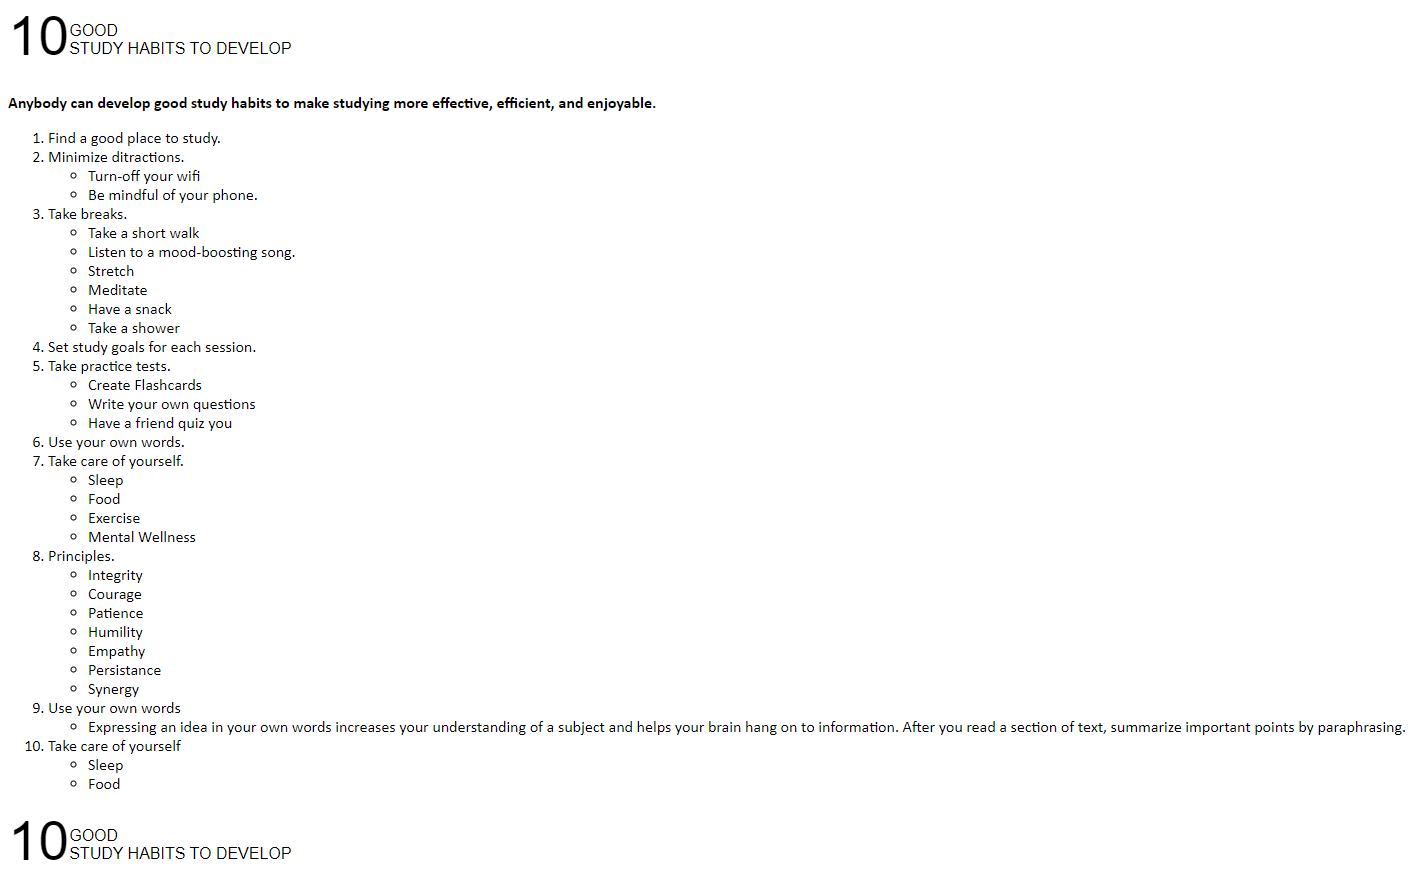 10 GOOD
STUDY HABITS TO DEVELOP
Anybody can develop good study habits to make studying more effective, efficient, and enjoyable.
1. Find a good place to study.
2. Minimize ditractions.
Turn-off your wifi
Be mindful of your phone.
3. Take breaks.
Take a short walk
Listen to a mood-boosting song.
Stretch
Meditate
Have a snack
Take a shower
4. Set study goals for each session.
5. Take practice tests.
Create Flashcards
Write your own questions
Have a friend quiz you
6. Use your own words.
7. Take care of yourself.
Sleep
Food
Exercise
Mental Wellness
8. Principles.
Integrity
Courage
Patience
Humility
Empathy
Persistance
Synergy
9. Use your own words
Expressing an idea in your own words increases your understanding of a subject and helps your brain hang on to information. After you read a section of text, summarize important points by paraphrasing.
10. Take care of yourself
Sleep
Food
10 GOOD
STUDY HABITS TO DEVELOP